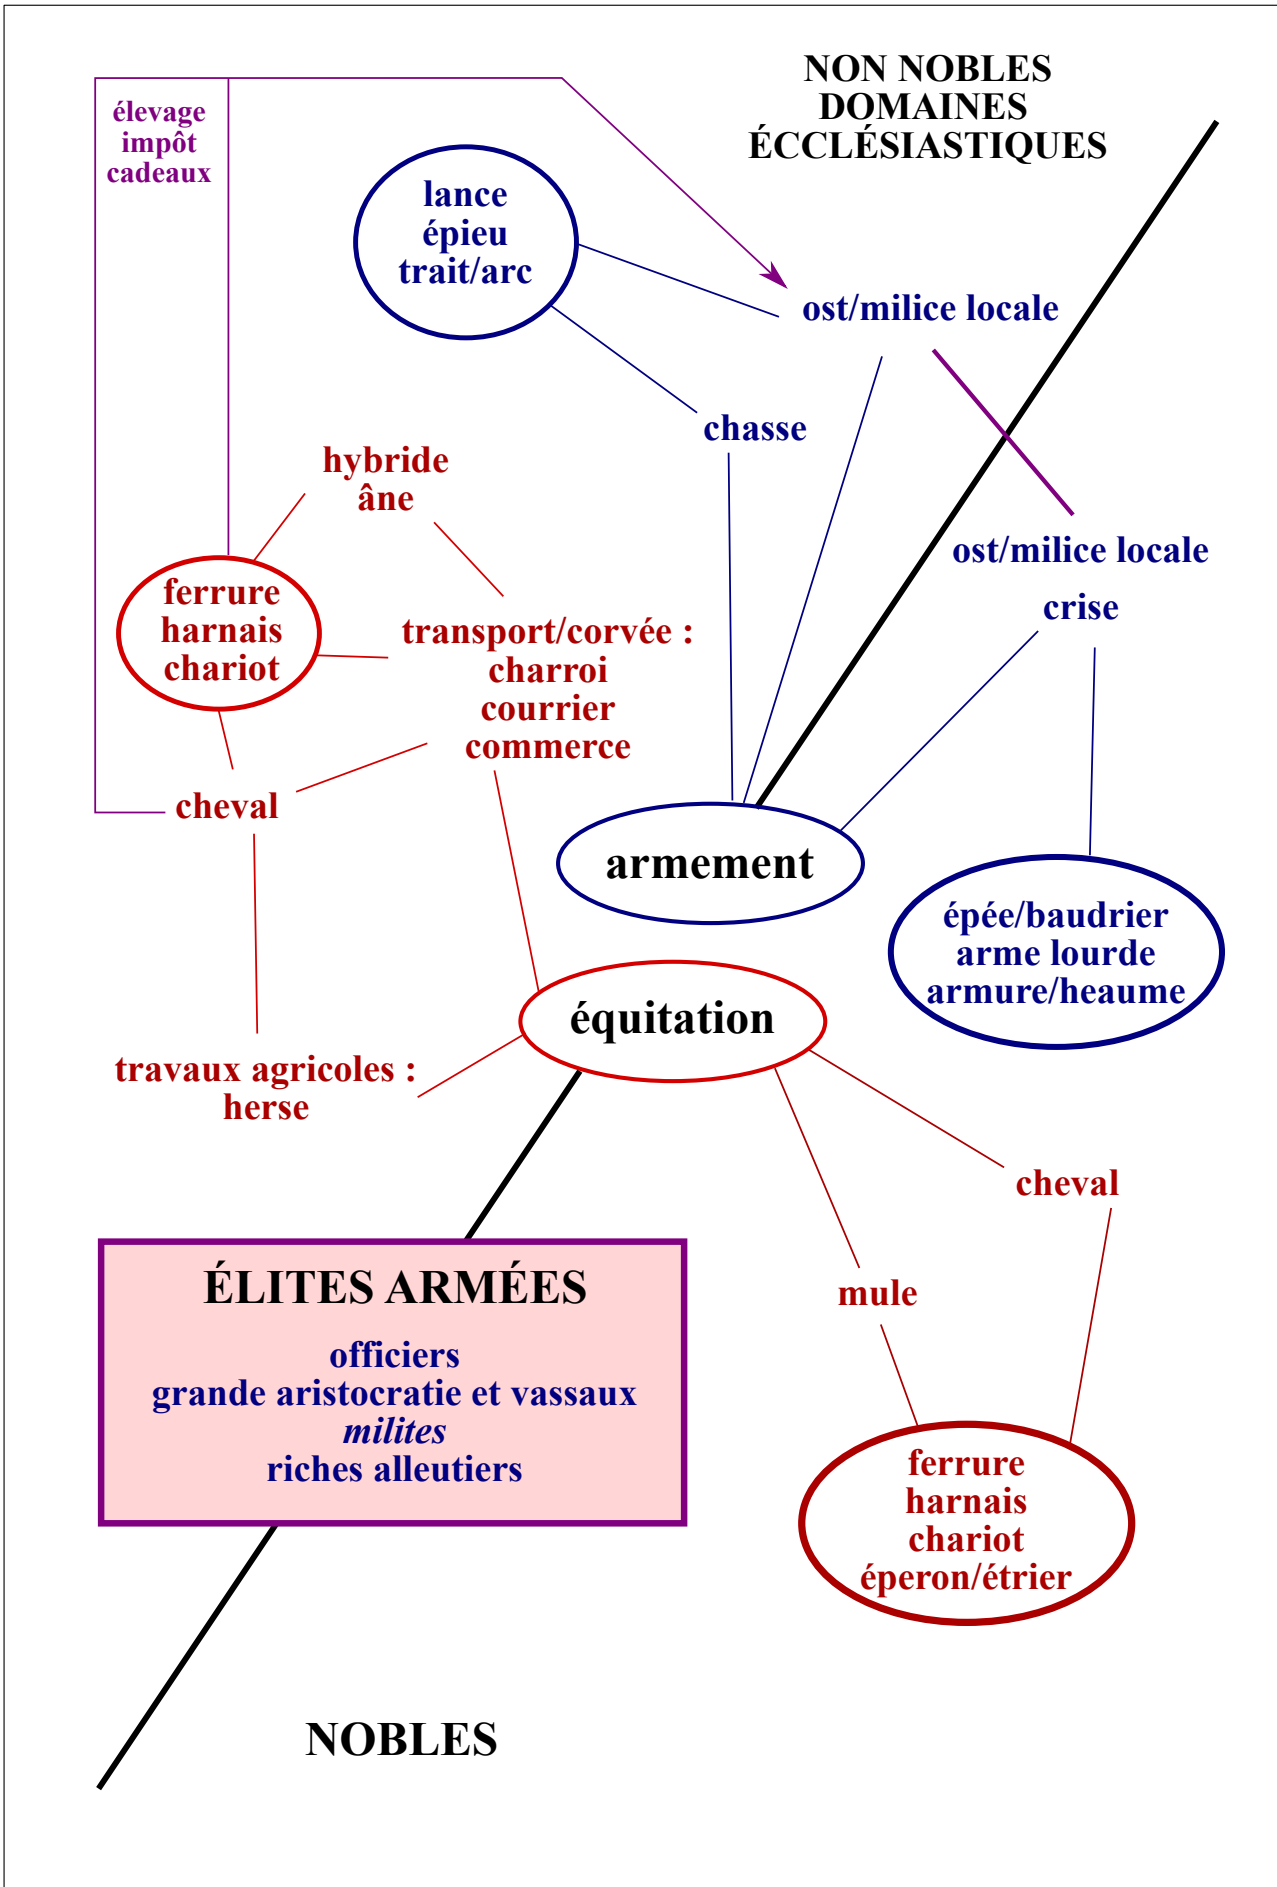 NON NOBLES
DOMAINES
ÉCCLÉSIASTIQUES
élevage
impôt
cadeaux
lance
épieu
trait/arc
ost/milice locale
chasse
hybride
âne
ost/milice locale
crise
ferrure
harnais
chariot
transport/corvée :
charroi
courrier
commerce
cheval
armement
épée/baudrier
arme lourde
armure/heaume
équitation
travaux agricoles :
herse
cheval
mule
ÉLITES ARMÉES
officiers
grande aristocratie et vassaux
milites
riches alleutiers
ferrure
harnais
chariot
éperon/étrier
NOBLES